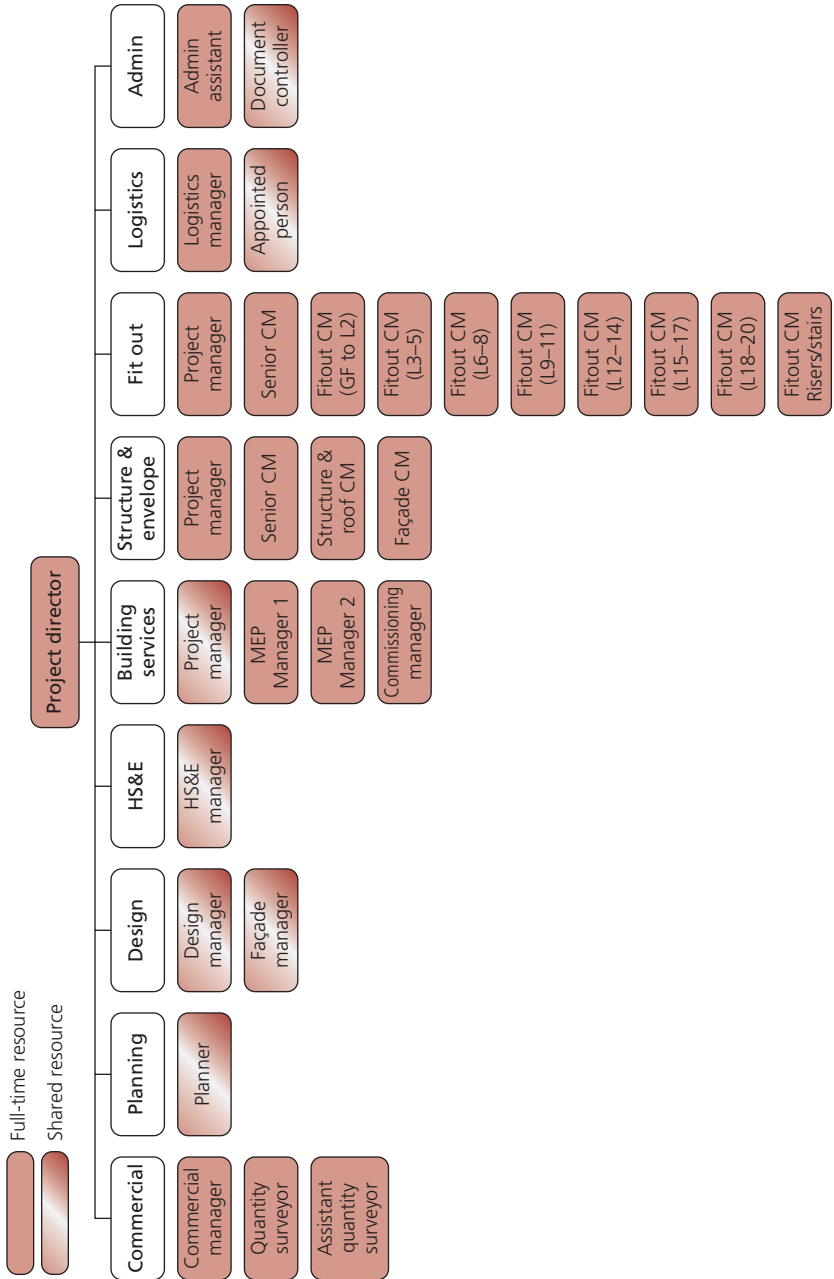 Full-time resource
Shared resource
Project director
Commercial
Commercial
manager
Quantity
surveyor
Assistant
quantity
surveyor
Planning
Planner
Design
Design
manager
Façade
manager
HS&E
HS&E
manager
Building
services
Project
manager
MEP
Manager 1
MEP
Manager 2
Commissioning
manager
Structure &
envelope
Project
manager
Senior CM
Structure &
roof CM
Façade CM
Fit out
Project
manager
Senior CM
Fitout CM
(GF to L2)
Fitout CM
(L3–5)
Fitout CM
(L6–8)
Fitout CM
(L9–11)
Fitout CM
(L12–14)
Fitout CM
(L15–17)
Fitout CM
(L18–20)
Fitout CM
Risers/stairs
Logistics
Logistics
manager
Appointed
person
Admin
Admin
assistant
Document
controller